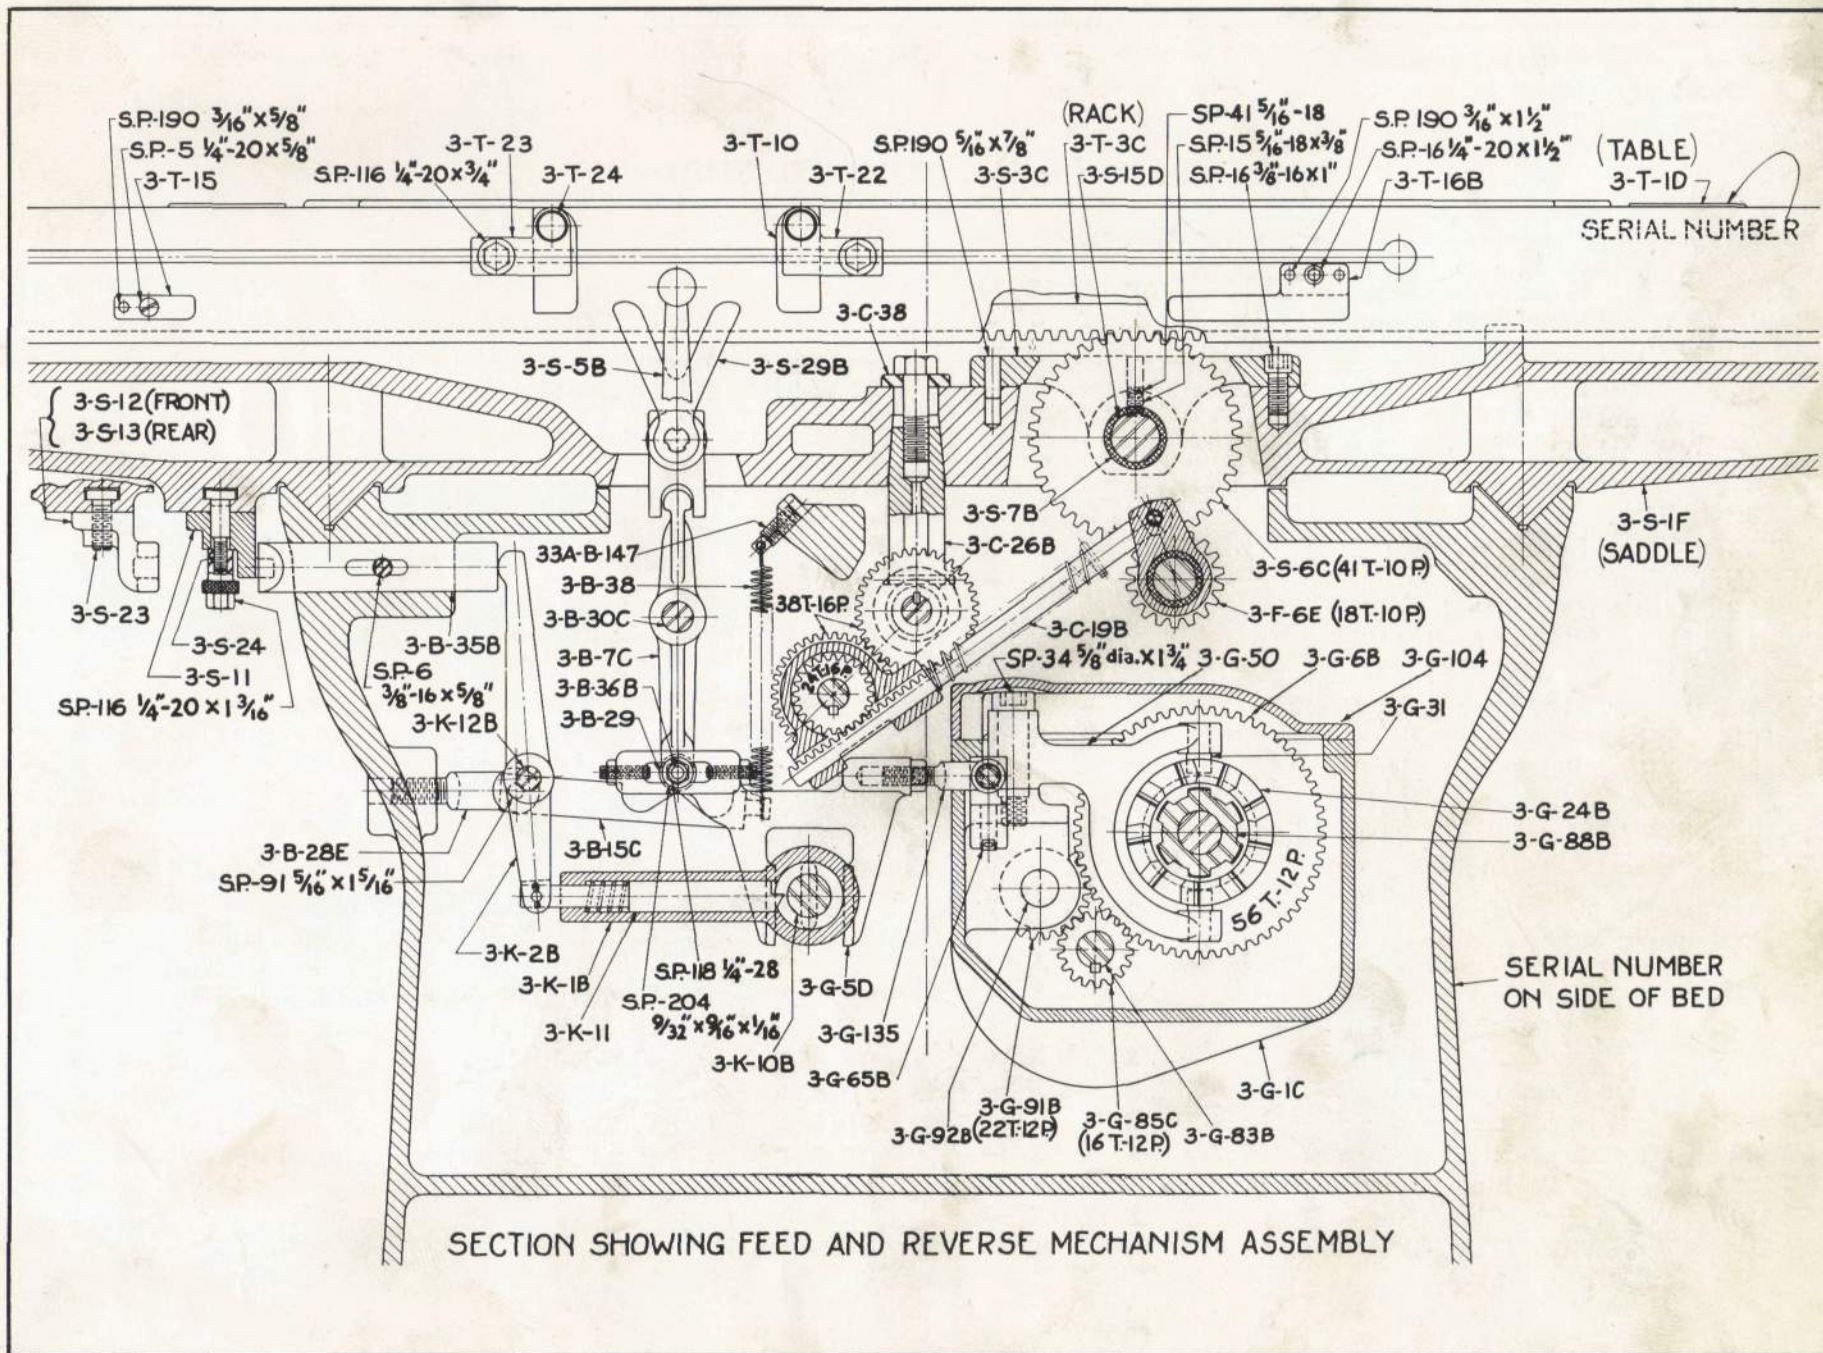 S.P.-190 3/16" x 5/8"
S.P.-5 1/4"-20 x 5/8"
3-T-15
3-T-23
S.P.-116 1/4"-20 x 3/4"
3-T-24
3-T-10
3-T-22
S.P.190 5/16" x 7/8"
3-S-3C
(RACK)
3-T-3C
3-S-15D
SP-41 5/16"-18
S.P.-15 5/16"-18 x 3/8"
S.P.-16 3/8"-16 x 1"
S.P. 190 3/16" x 1 1/2"
S.P.-16 1/4"-20 x 1 1/2"
3-T-16B
(TABLE)
3-T-1D
SERIAL NUMBER
3-C-38
3-S-5B
3-S-29B
3-S-12 (FRONT)
3-S-13 (REAR)
3-S-7B
3-C-26B
3-S-1F
(SADDLE)
33A-B-147
3-B-38
3-S-6C (41 T.-10 P.)
3-S-23
3-B-30C
38T.-16P.
3-F-6E (18T.-10P.)
3-S-24
3-B-35B
3-C-19B
3-S-11
S.P.-6
3/8"-16 x 5/8"
3-B-7C
24T.-16P.
SP-34 5/8" dia. x 1 3/4"
3-G-50
3-G-6B
3-G-104
S.P.-116 1/4"-20 x 1 3/16"
3-B-36B
3-G-31
3-K-12B
3-B-29
3-G-24B
3-B-28E
3-B-15C
3-G-88B
S.P.-91 5/16" x 1 5/16"
56 T.-12 P.
3-K-2B
S.P.-118 1/4"-28
3-K-1B
3-G-5D
SERIAL NUMBER
ON SIDE OF BED
S.P.-204
9/32" x 9/16" x 1/16"
3-K-11
3-G-135
3-K-10B
3-G-65B
3-G-1C
3-G-91B
(22T.-12P.)
3-G-92B
3-G-85C
(16 T.-12P.)
3-G-83B
SECTION SHOWING FEED AND REVERSE MECHANISM ASSEMBLY